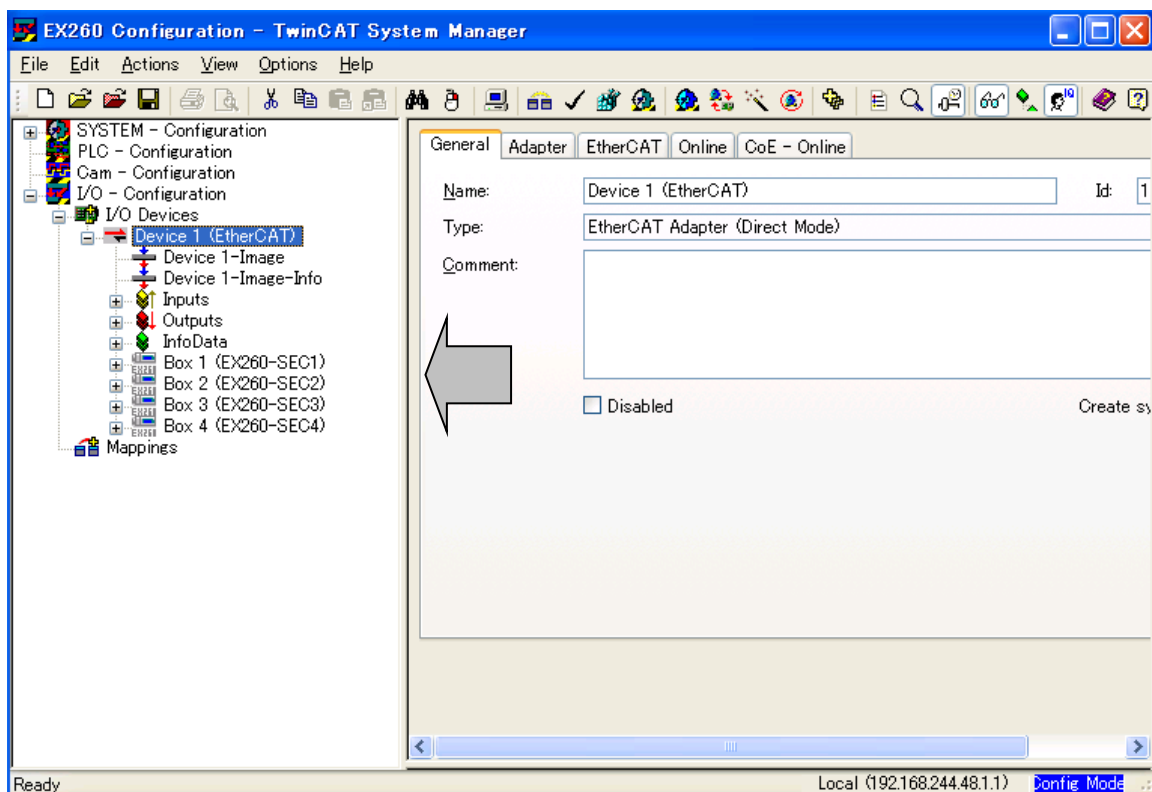 EX260 Configuration - TwinCAT System Manager
File Edit Actions View Options Help
SYSTEM - Configuration
PLC - Configuration
Cam - Configuration
I/O - Configuration
I/O Devices
Device 1 (EtherCAT)
Device 1-Image
Device 1-Image-Info
Inputs
Outputs
InfoData
Box 1 (EX260-SEC1)
Box 2 (EX260-SEC2)
Box 3 (EX260-SEC3)
Box 4 (EX260-SEC4)
Mappings
General Adapter EtherCAT Online CoE - Online
Name: Device 1 (EtherCAT) Id: 1
Type: EtherCAT Adapter (Direct Mode)
Comment:
Disabled Create sy
Ready Local (192.168.244.48.1.1) Config Mode